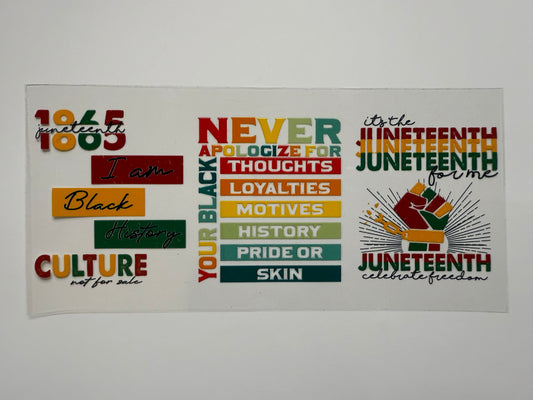 1865
juneteenth
1865
I am
Black
History
CULTURE
not for sale
NEVER
APOLOGIZE FOR
YOUR BLACK
THOUGHTS
LOYALTIES
MOTIVES
HISTORY
PRIDE OR
SKIN
it's the
JUNETEENTH
JUNETEENTH
JUNETEENTH
for me
JUNETEENTH
celebrate freedom